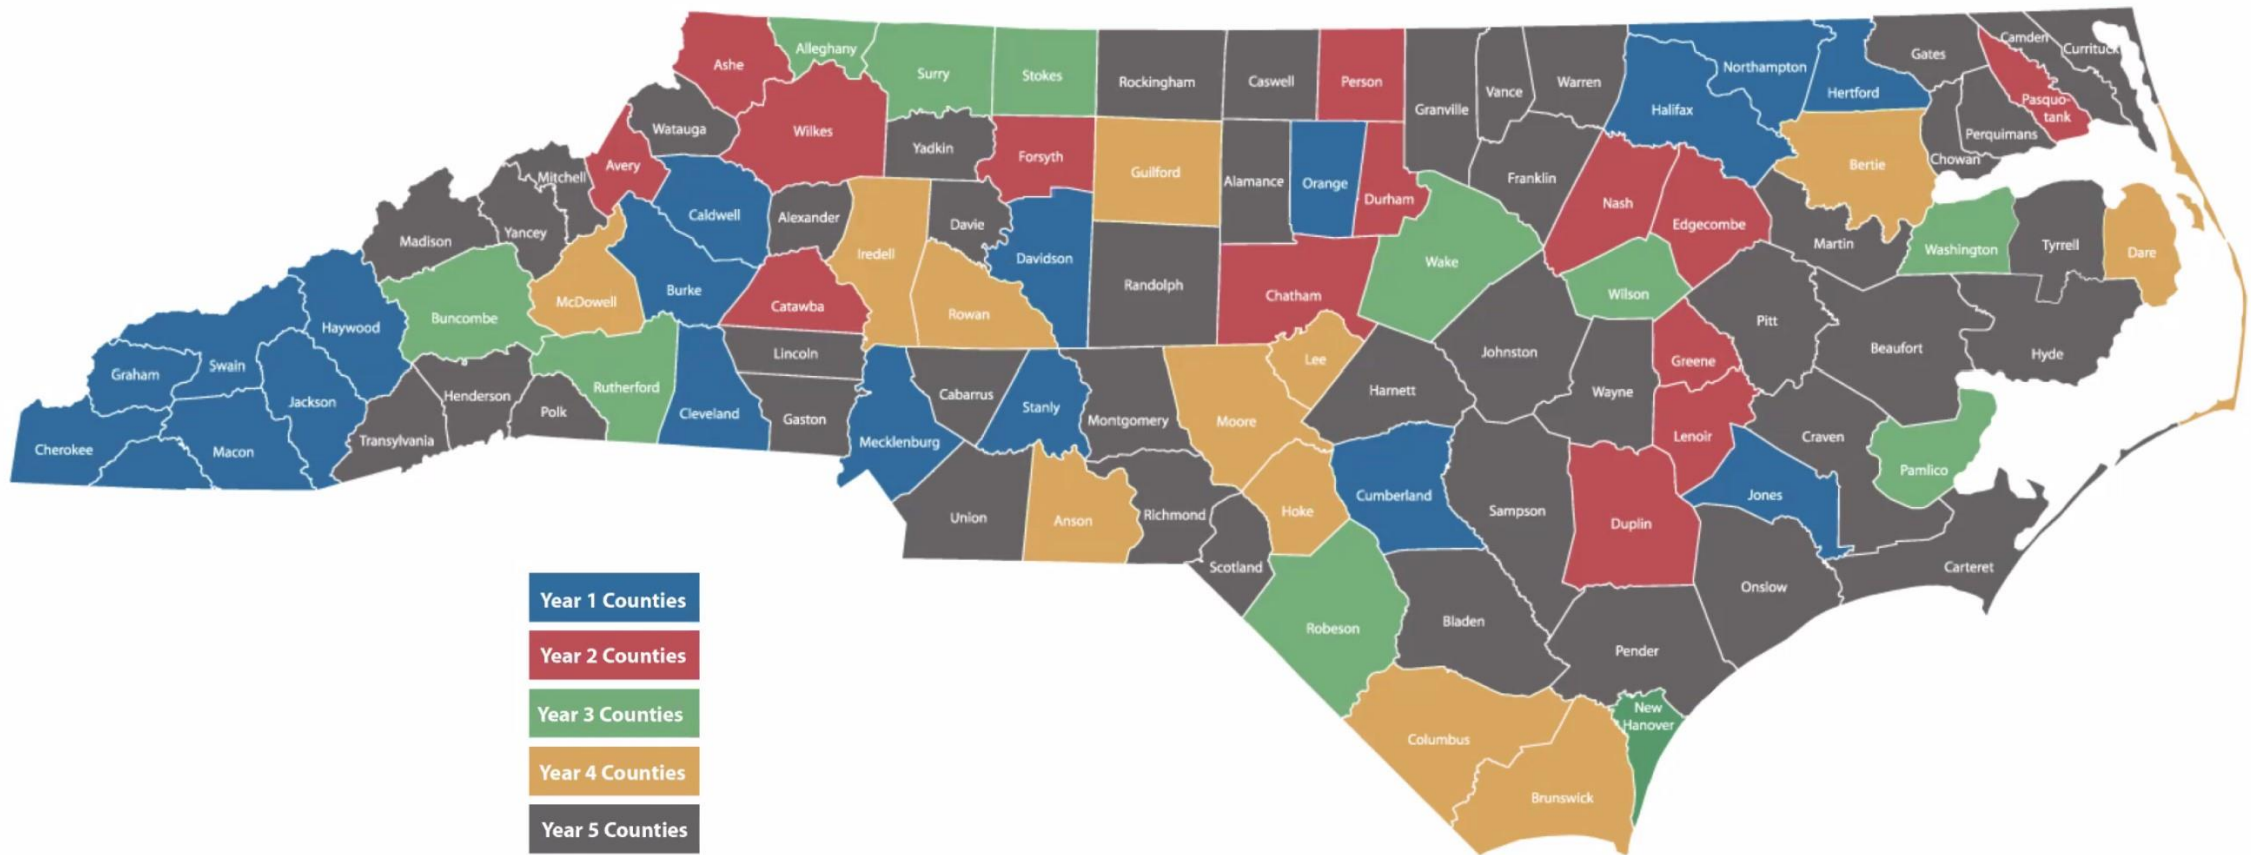 Ashe
Alleghany
Surry
Stokes
Rockingham
Caswell
Person
Granville
Vance
Warren
Halifax
Northampton
Hertford
Gates
Camden
Currituck
Pasquo-
tank
Perquimans
Chowan
Bertie
Watauga
Wilkes
Yadkin
Forsyth
Guilford
Alamance
Orange
Durham
Franklin
Nash
Edgecombe
Martin
Washington
Tyrrell
Dare
Mitchell
Avery
Caldwell
Alexander
Iredell
Davie
Davidson
Randolph
Chatham
Wake
Wilson
Pitt
Beaufort
Hyde
Madison
Yancey
McDowell
Burke
Catawba
Rowan
Buncombe
Haywood
Swain
Graham
Jackson
Cherokee
Macon
Transylvania
Henderson
Polk
Rutherford
Cleveland
Lincoln
Gaston
Mecklenburg
Cabarrus
Stanly
Montgomery
Moore
Lee
Harnett
Johnston
Wayne
Greene
Lenoir
Craven
Pamlico
Union
Anson
Richmond
Scotland
Hoke
Cumberland
Sampson
Duplin
Jones
Onslow
Carteret
Robeson
Bladen
Pender
Columbus
Brunswick
New
Hanover
Year 1 Counties
Year 2 Counties
Year 3 Counties
Year 4 Counties
Year 5 Counties